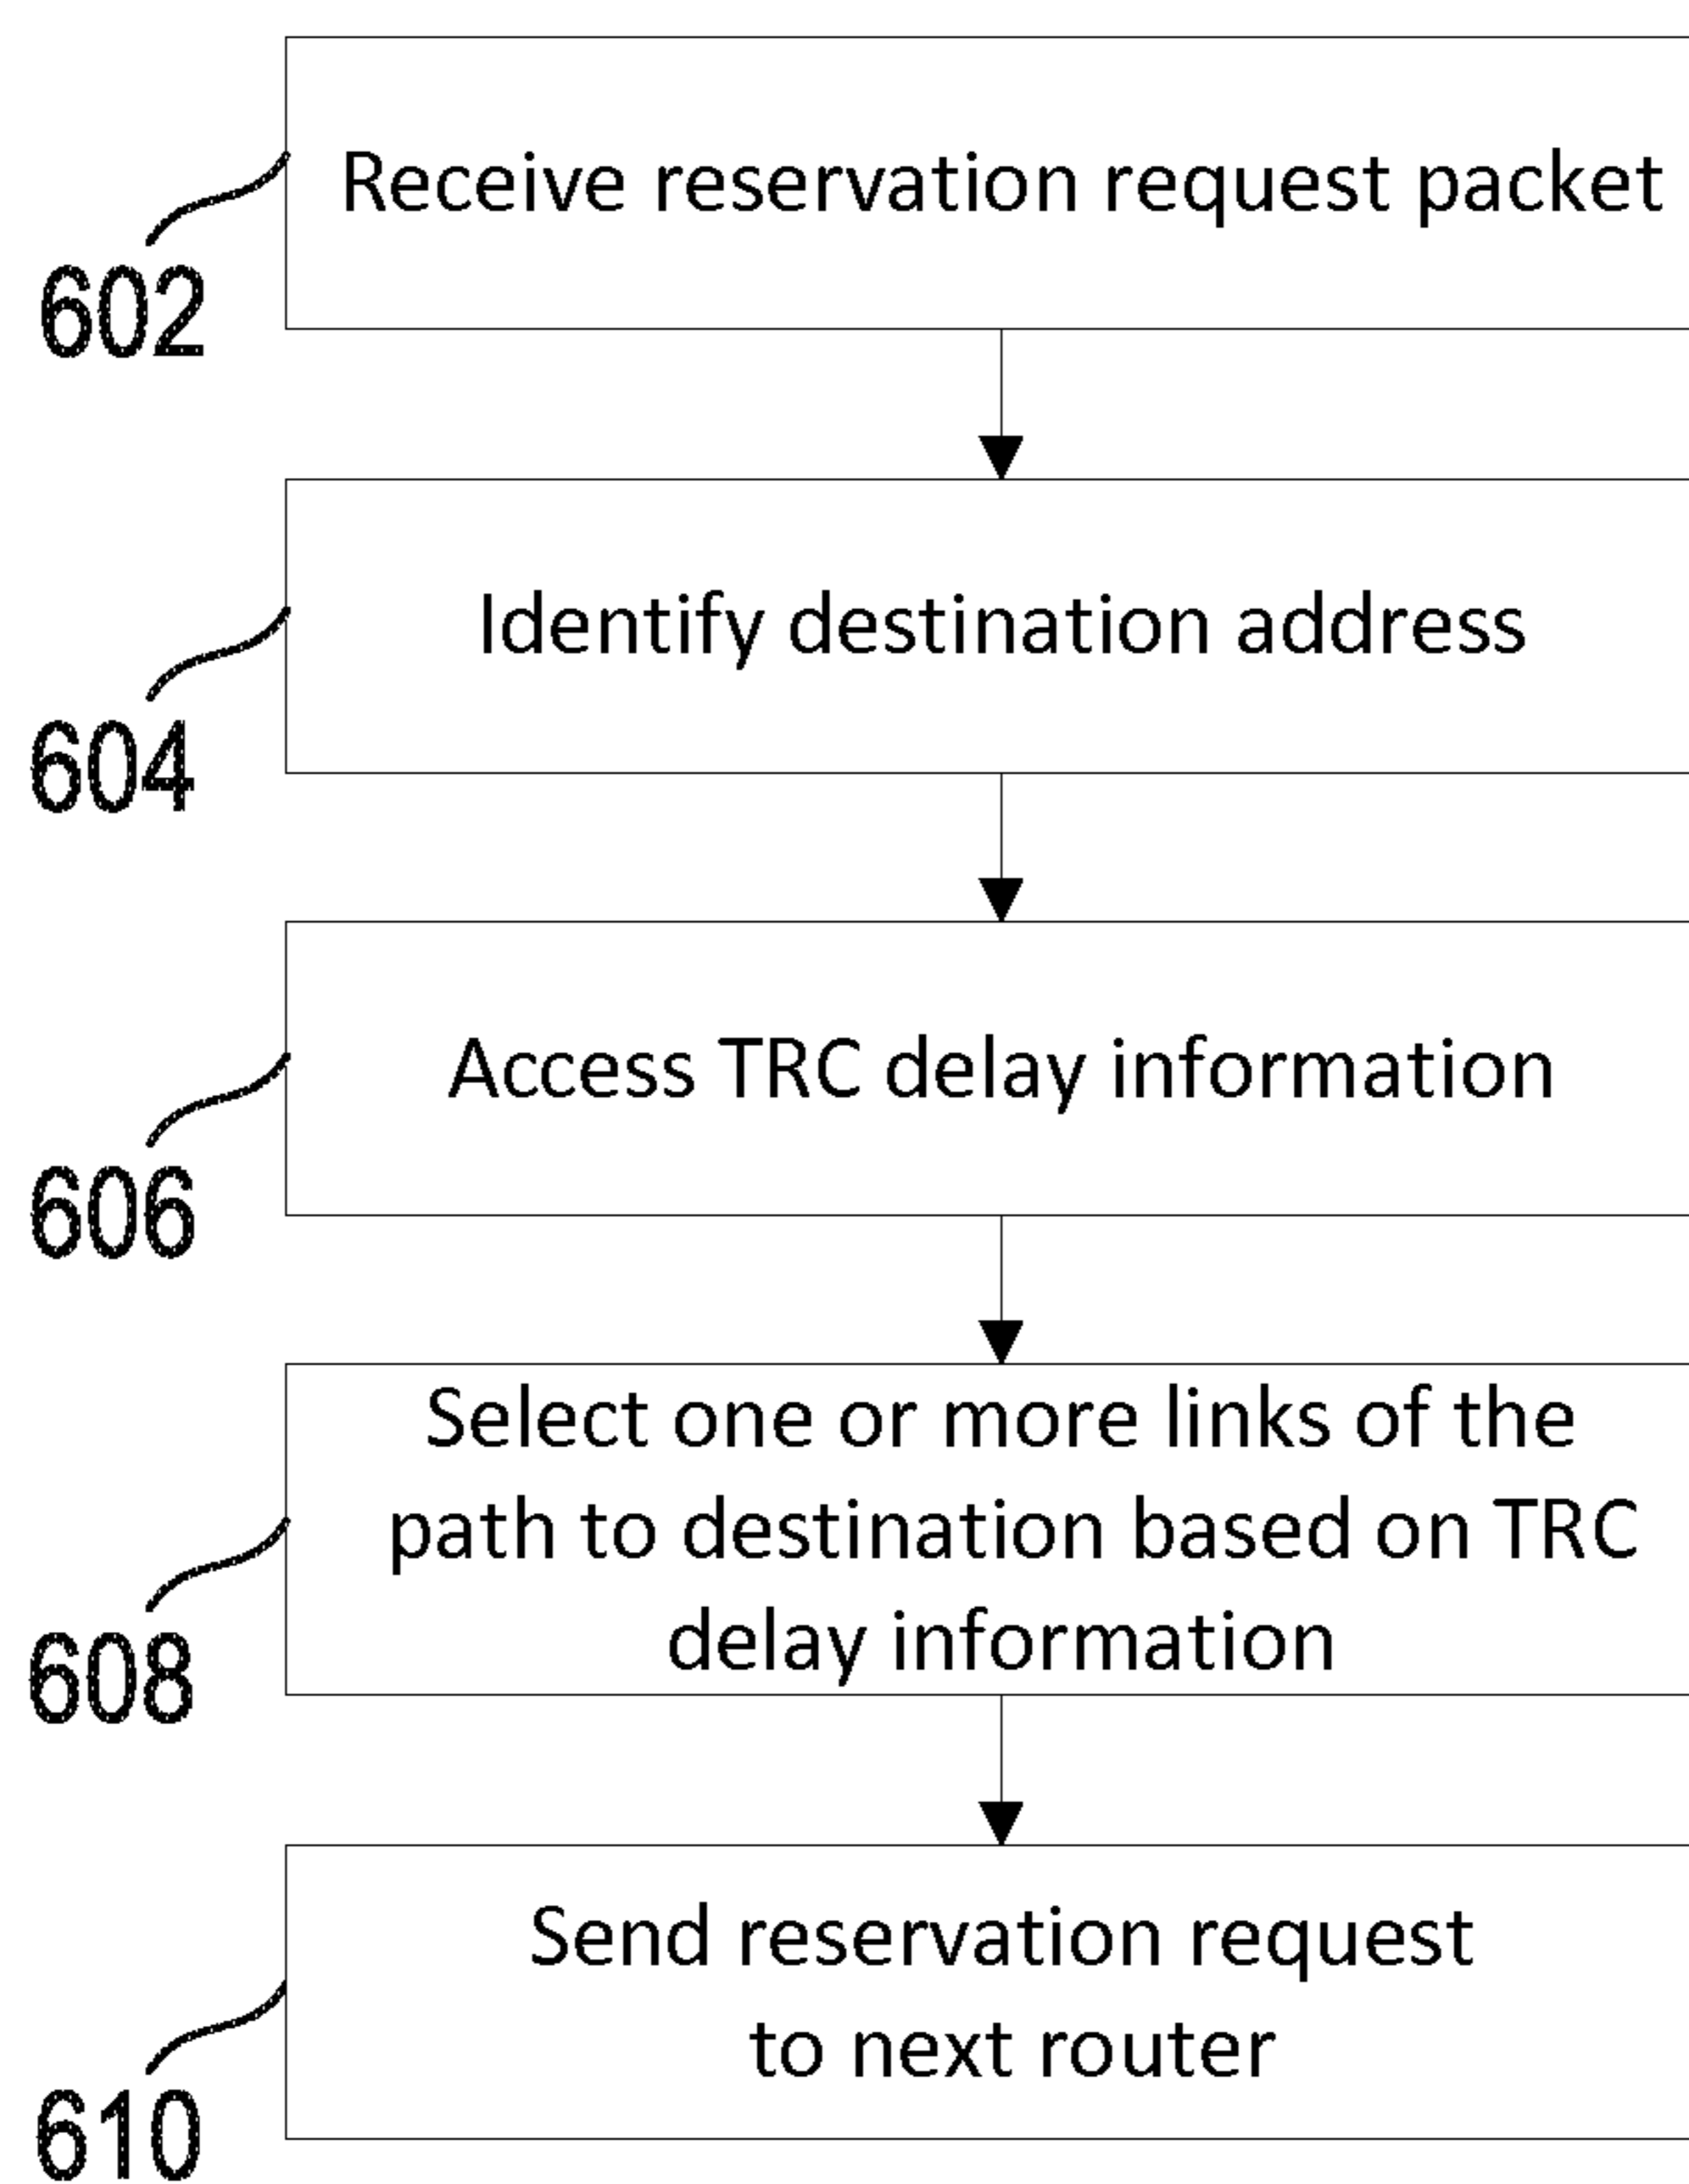 Receive reservation request packet
602
Identify destination address
604
Access TRC delay information
606
Select one or more links of the
path to destination based on TRC
delay information
608
Send reservation request
to next router
610